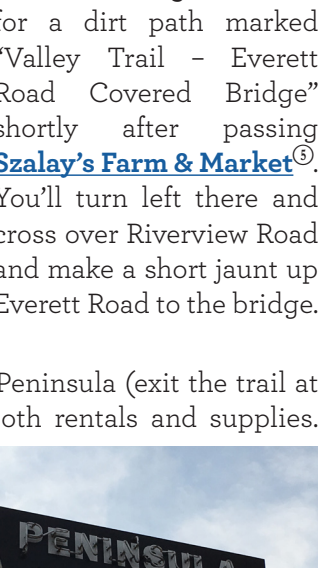 for a dirt path marked
"Valley Trail – Everett
Road Covered Bridge"
shortly after passing
Szalay's Farm & Market⑤.
You'll turn left there and
cross over Riverview Road
and make a short jaunt up
Everett Road to the bridge.
Peninsula (exit the trail at
both rentals and supplies.
PENINSULA